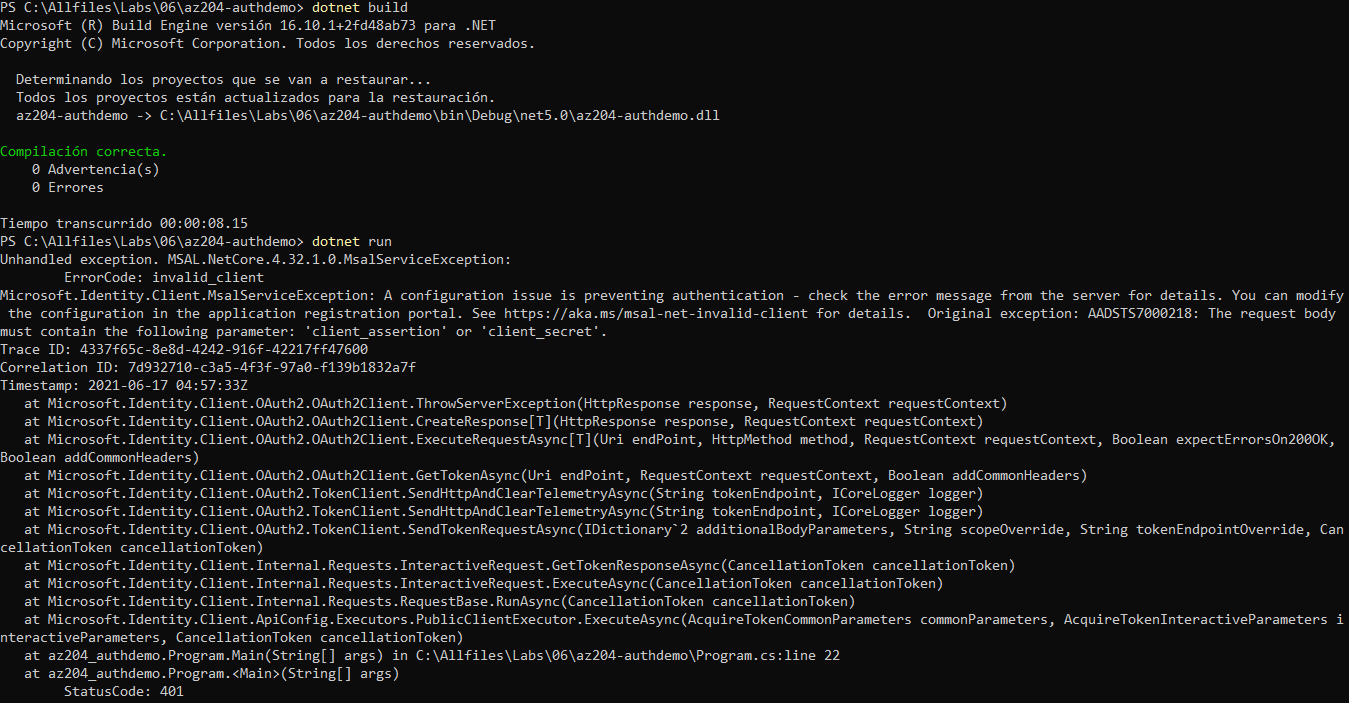 PS C:\Allfiles\Labs\06\az204-authdemo> dotnet build
Microsoft (R) Build Engine versión 16.10.1+2fd48ab73 para .NET
Copyright (C) Microsoft Corporation. Todos los derechos reservados.
Determinando los proyectos que se van a restaurar...
Todos los proyectos están actualizados para la restauración.
az204-authdemo -> C:\Allfiles\Labs\06\az204-authdemo\bin\Debug\net5.0\az204-authdemo.dll
Compilación correcta.
0 Advertencia(s)
0 Errores
Tiempo transcurrido 00:00:08.15
PS C:\Allfiles\Labs\06\az204-authdemo> dotnet run
Unhandled exception. MSAL.NetCore.4.32.1.0.MsalServiceException:
ErrorCode: invalid_client
Microsoft.Identity.Client.MsalServiceException: A configuration issue is preventing authentication - check the error message from the server for details. You can modify
the configuration in the application registration portal. See https://aka.ms/msal-net-invalid-client for details.  Original exception: AADSTS7000218: The request body
must contain the following parameter: 'client_assertion' or 'client_secret'.
Trace ID: 4337f65c-8e8d-4242-916f-42217ff47600
Correlation ID: 7d932710-c3a5-4f3f-97a0-f139b1832a7f
Timestamp: 2021-06-17 04:57:33Z
at Microsoft.Identity.Client.OAuth2.OAuth2Client.ThrowServerException(HttpResponse response, RequestContext requestContext)
at Microsoft.Identity.Client.OAuth2.OAuth2Client.CreateResponse[T](HttpResponse response, RequestContext requestContext)
at Microsoft.Identity.Client.OAuth2.OAuth2Client.ExecuteRequestAsync[T](Uri endPoint, HttpMethod method, RequestContext requestContext, Boolean expectErrorsOn200OK,
Boolean addCommonHeaders)
at Microsoft.Identity.Client.OAuth2.OAuth2Client.GetTokenAsync(Uri endPoint, RequestContext requestContext, Boolean addCommonHeaders)
at Microsoft.Identity.Client.OAuth2.TokenClient.SendHttpAndClearTelemetryAsync(String tokenEndpoint, ICoreLogger logger)
at Microsoft.Identity.Client.OAuth2.TokenClient.SendHttpAndClearTelemetryAsync(String tokenEndpoint, ICoreLogger logger)
at Microsoft.Identity.Client.OAuth2.TokenClient.SendTokenRequestAsync(IDictionary`2 additionalBodyParameters, String scopeOverride, String tokenEndpointOverride, Can
cellationToken cancellationToken)
at Microsoft.Identity.Client.Internal.Requests.InteractiveRequest.GetTokenResponseAsync(CancellationToken cancellationToken)
at Microsoft.Identity.Client.Internal.Requests.InteractiveRequest.ExecuteAsync(CancellationToken cancellationToken)
at Microsoft.Identity.Client.Internal.Requests.RequestBase.RunAsync(CancellationToken cancellationToken)
at Microsoft.Identity.Client.ApiConfig.Executors.PublicClientExecutor.ExecuteAsync(AcquireTokenCommonParameters commonParameters, AcquireTokenInteractiveParameters i
nteractiveParameters, CancellationToken cancellationToken)
at az204_authdemo.Program.Main(String[] args) in C:\Allfiles\Labs\06\az204-authdemo\Program.cs:line 22
at az204_authdemo.Program.<Main>(String[] args)
StatusCode: 401